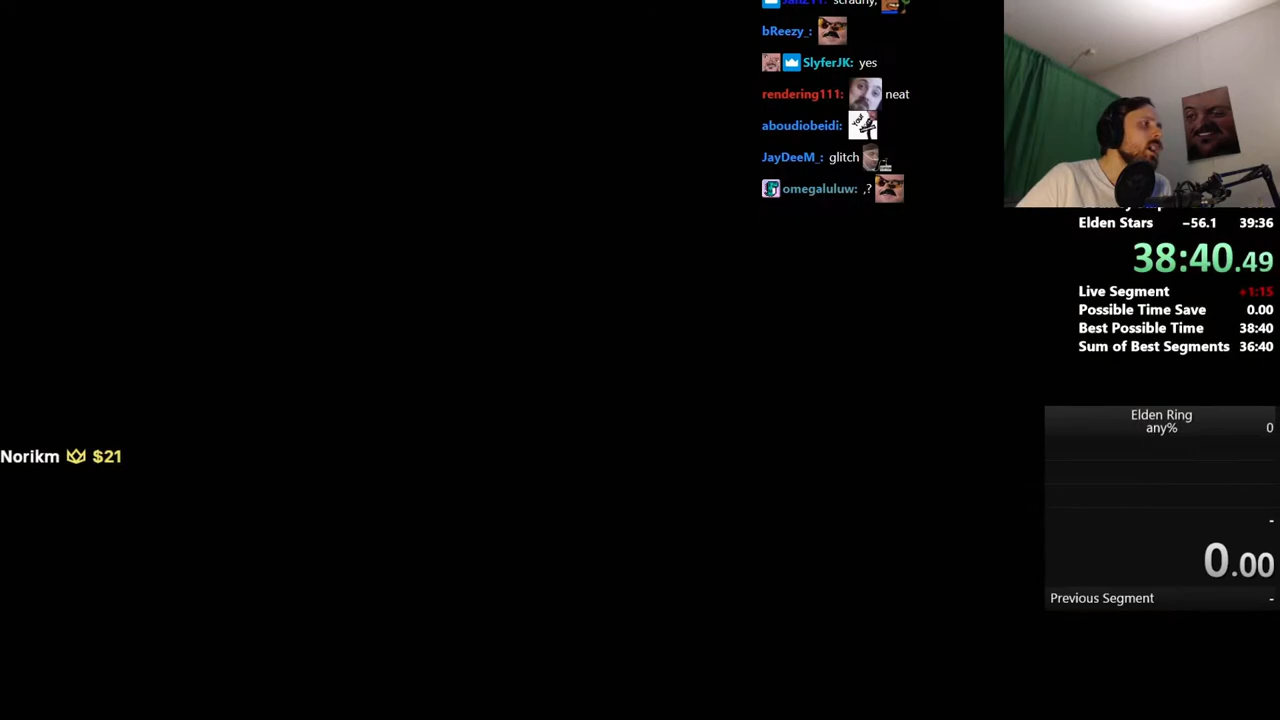 bReezy_:
SlyferJK: yes
rendering111: neat
aboudiobeidi:
JayDeeM_: glitch
omegaluluw: ,?
Elden Stars −56.1 39:36
38:40.49
Live Segment +1:15
Possible Time Save 0.00
Best Possible Time 38:40
Sum of Best Segments 36:40
Elden Ring
any% 0
Norikm $21
-
0.00
Previous Segment -